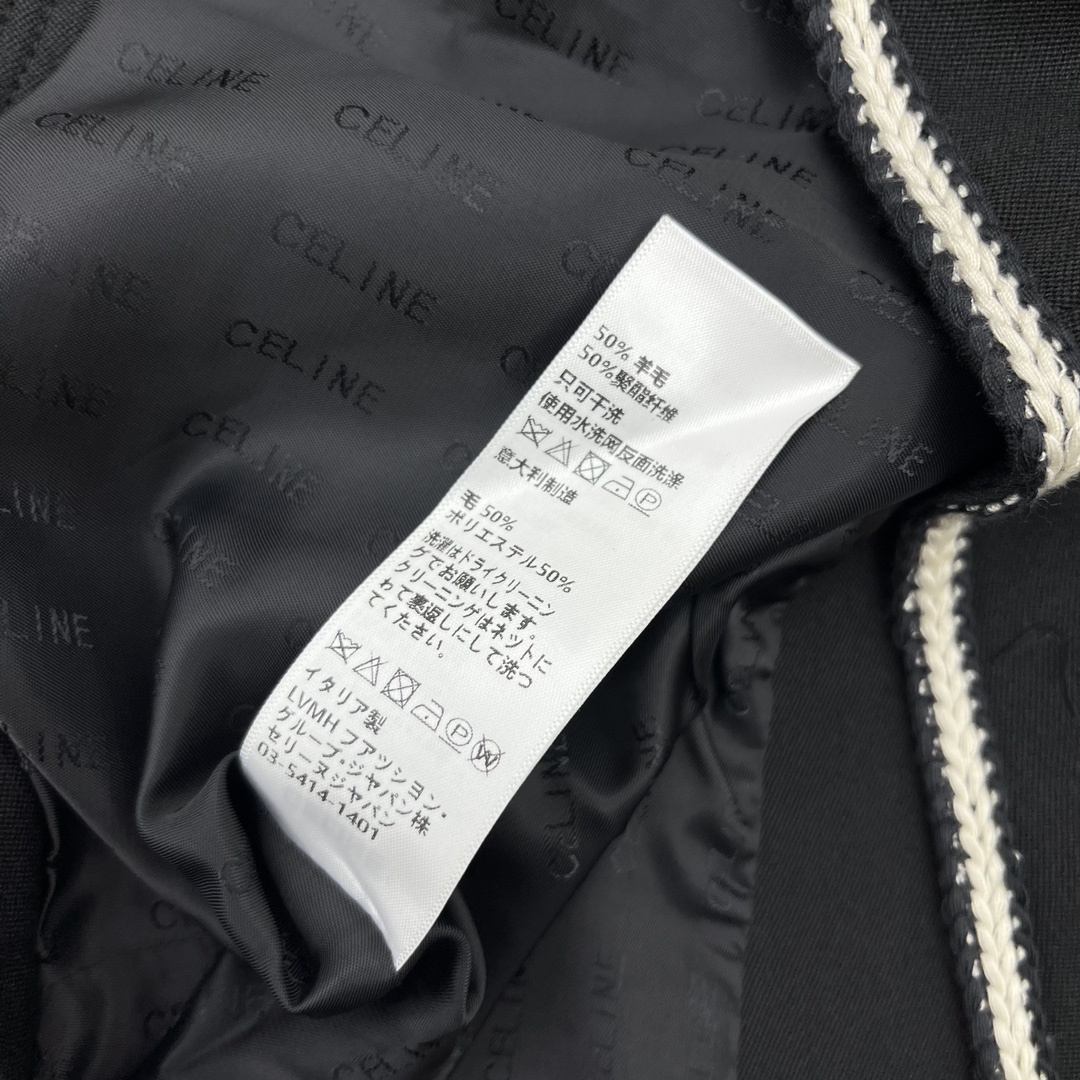 CELINE
CELINE
CELINE
CELINE
CELINE
CELINE
CELINE
CELINE
CELINE
CELINE
50% 羊毛
50%聚酯纤维
只可干洗
使用水洗网反面洗涤
P
意大利制造
毛 50%
ポリエステル50%
洗濯はドライクリーニン
グでお願いします。
クリーニングはネットに
わて裏返しにして洗っ
てください。
P W
イタリア製
LVMH ファッション・
グループ・ジャパン株
セリーヌジャパン
03-5414-1401